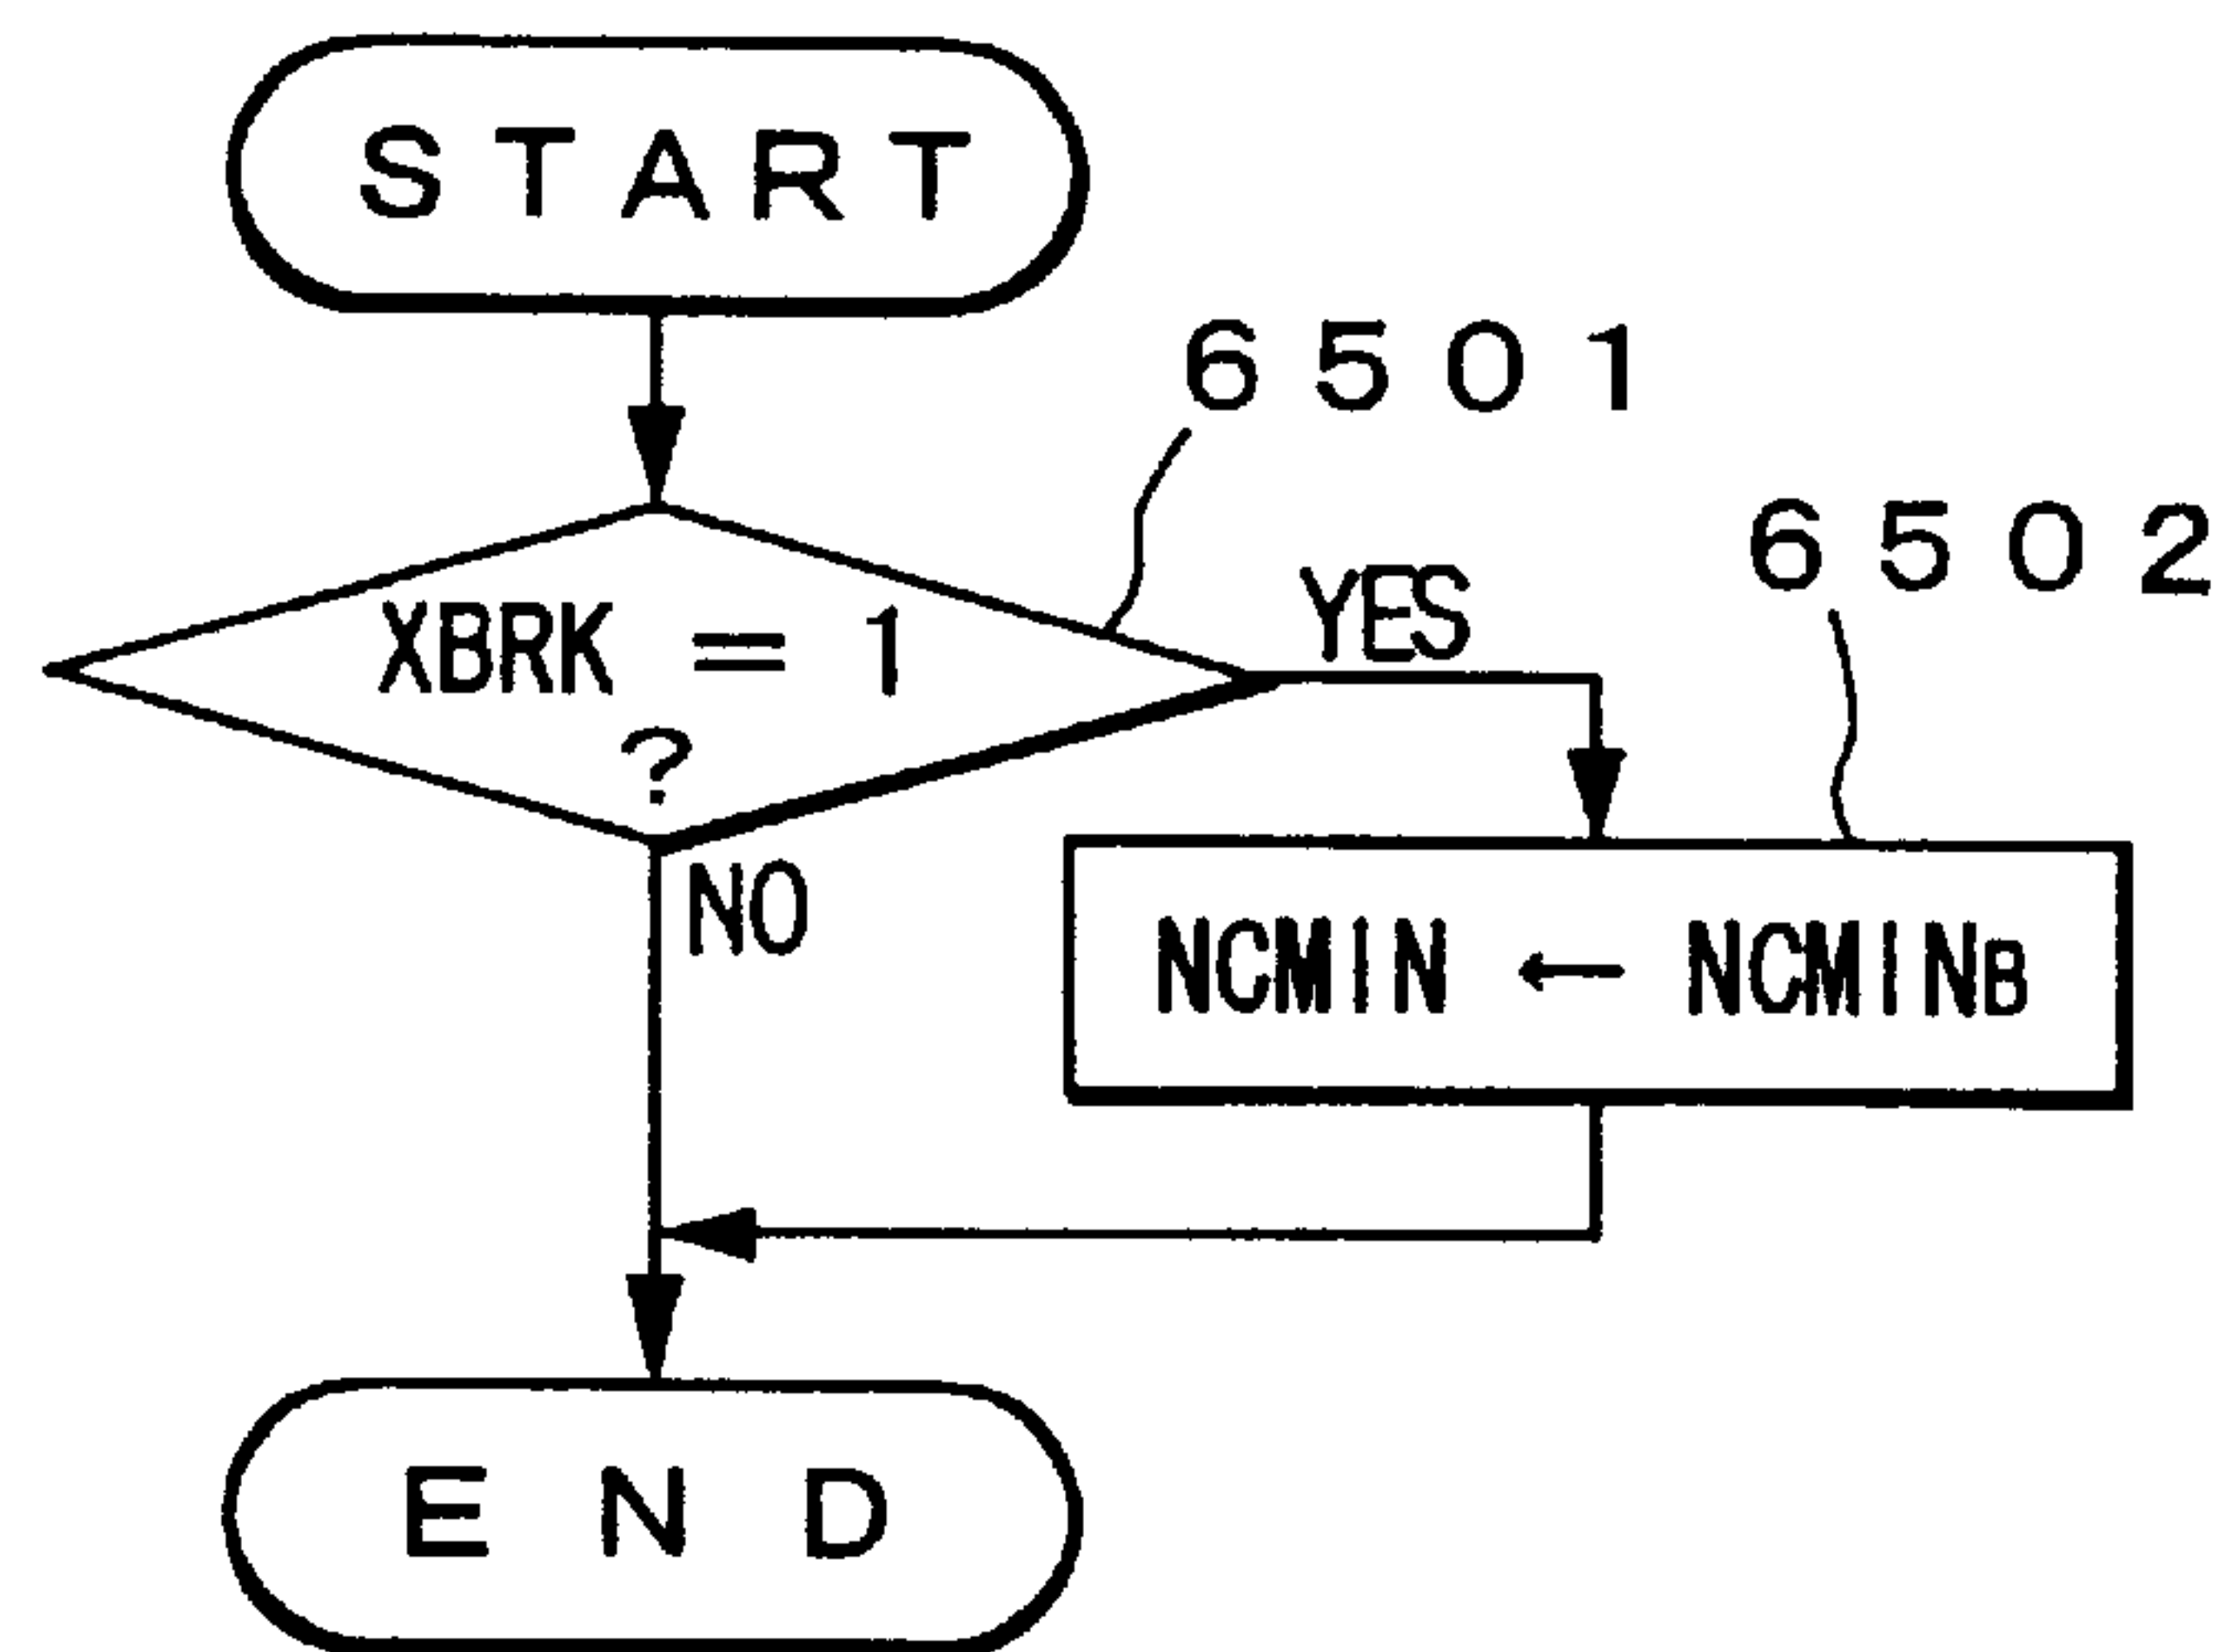 START
6501
6502
XBRK = 1
?
YES
NO
NCMIN ← NCMINB
END